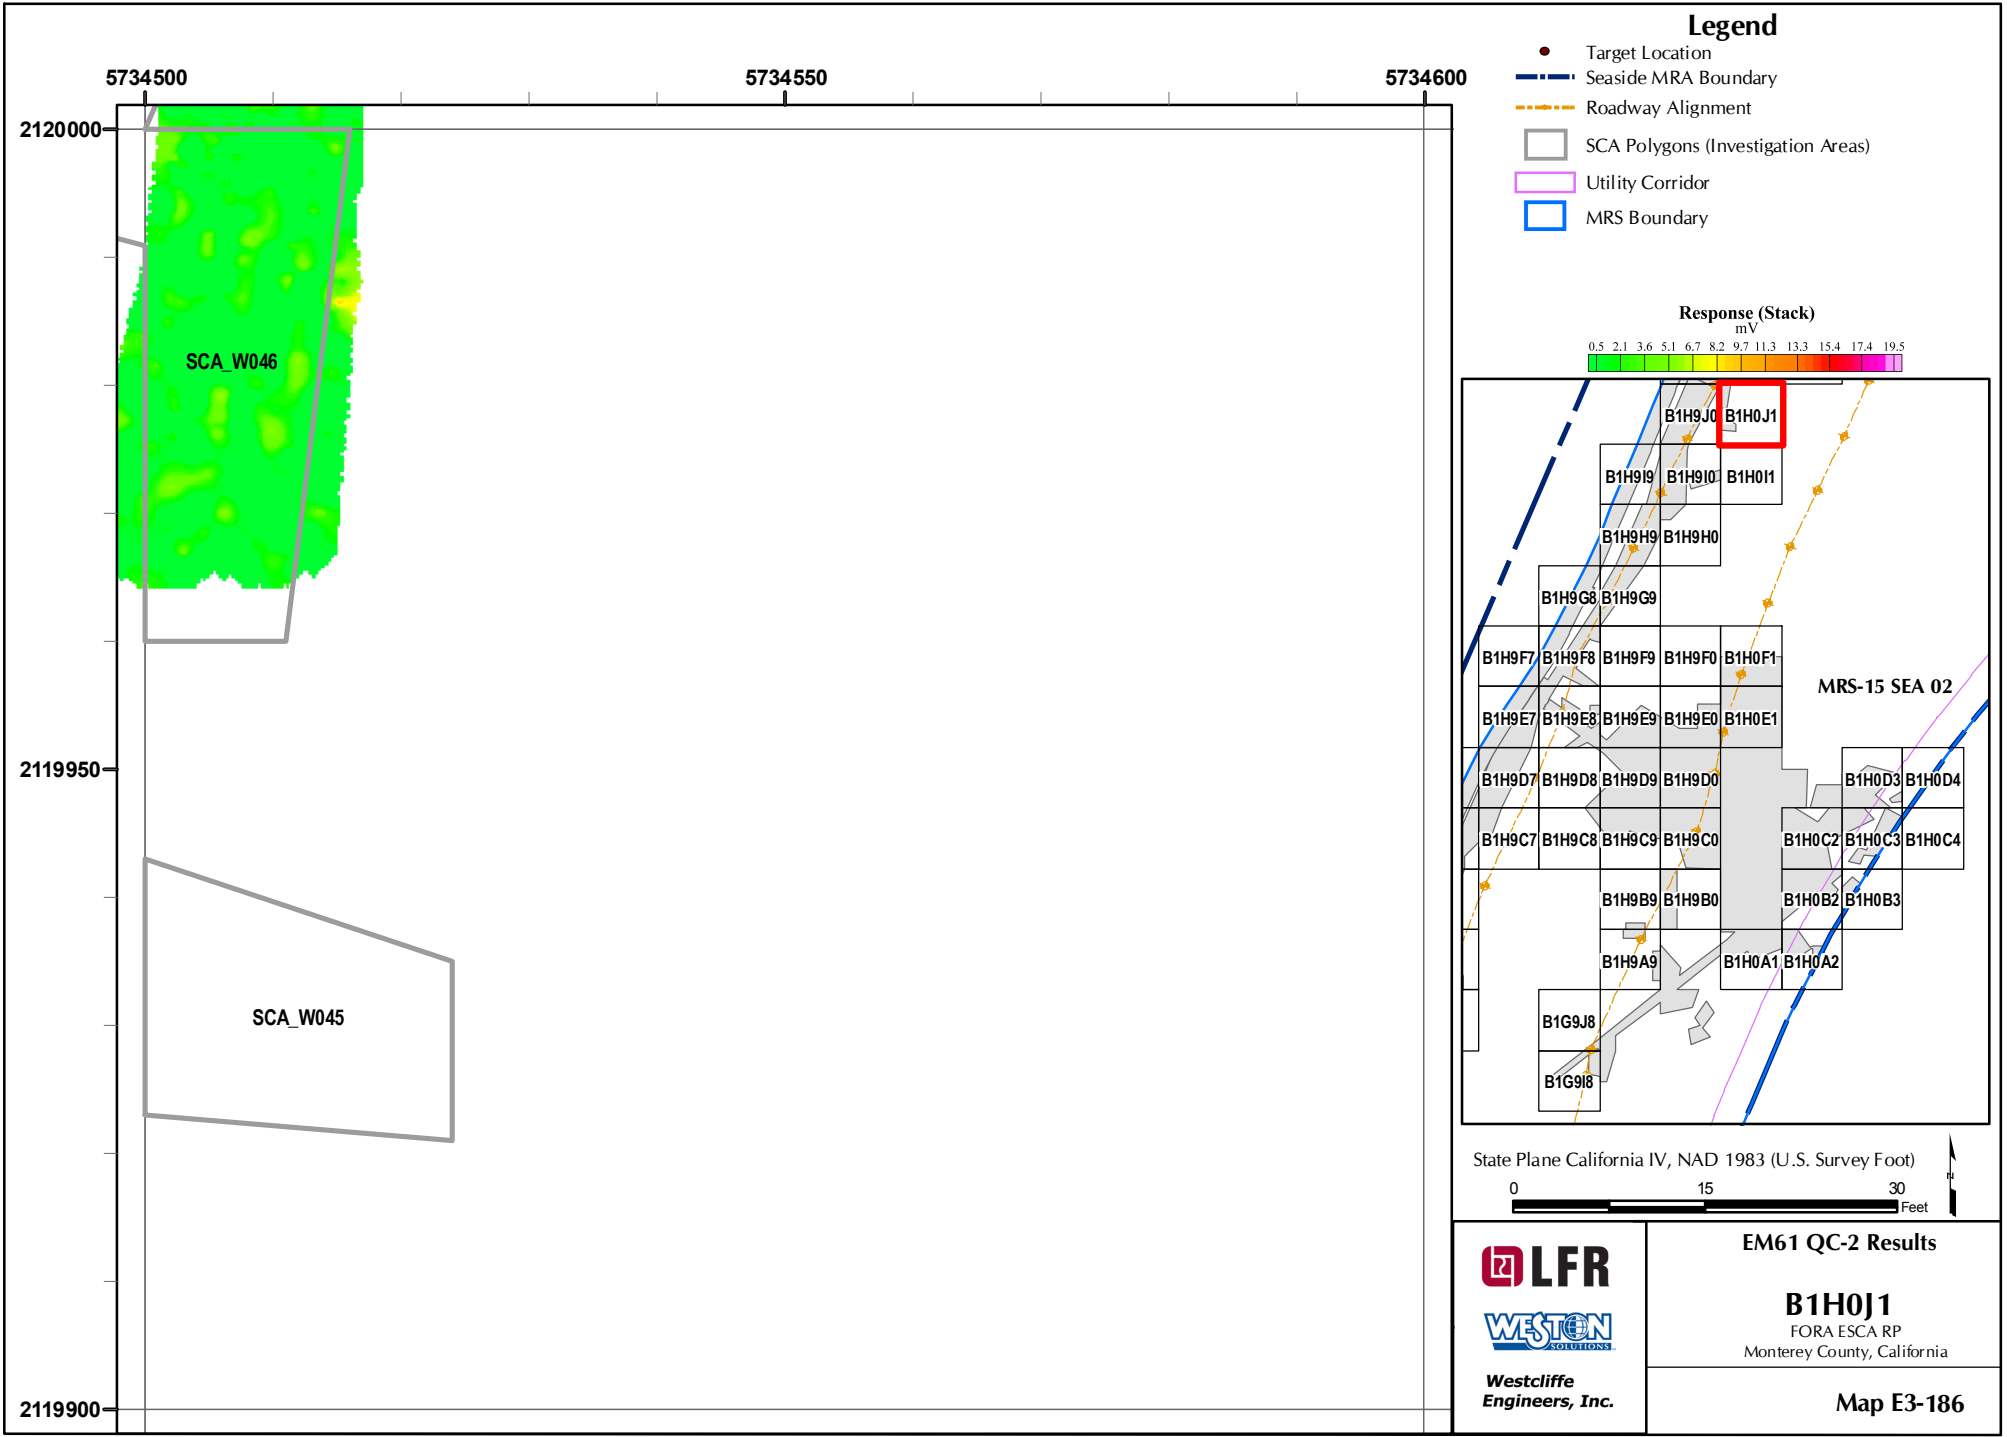 Legend
Target Location
Seaside MRA Boundary
Roadway Alignment
SCA Polygons (Investigation Areas)
Utility Corridor
MRS Boundary
5734500 5734550 5734600
2120000
2119950
2119900
SCA_W046
SCA_W045
Response (Stack)
mV
0.5 2.1 3.6 5.1 6.7 8.2 9.7 11.3 13.3 15.4 17.4 19.5
B1H9J0 B1H0J1
B1H9I9 B1H9I0 B1H0I1
B1H9H9 B1H9H0
B1H9G8 B1H9G9
B1H9F7 B1H9F8 B1H9F9 B1H9F0 B1H0F1
MRS-15 SEA 02
B1H9E7 B1H9E8 B1H9E9 B1H9E0 B1H0E1
B1H9D7 B1H9D8 B1H9D9 B1H9D0 B1H0D3 B1H0D4
B1H9C7 B1H9C8 B1H9C9 B1H9C0 B1H0C2 B1H0C3 B1H0C4
B1H9B9 B1H9B0 B1H0B2 B1H0B3
B1H9A9 B1H0A1 B1H0A2
B1G9J8
B1G9I8
State Plane California IV, NAD 1983 (U.S. Survey Foot)
0 15 30
Feet
N
LFR
WESTON
SOLUTIONS
Westcliffe
Engineers, Inc.
EM61 QC-2 Results
B1H0J1
FORA ESCA RP
Monterey County, California
Map E3-186